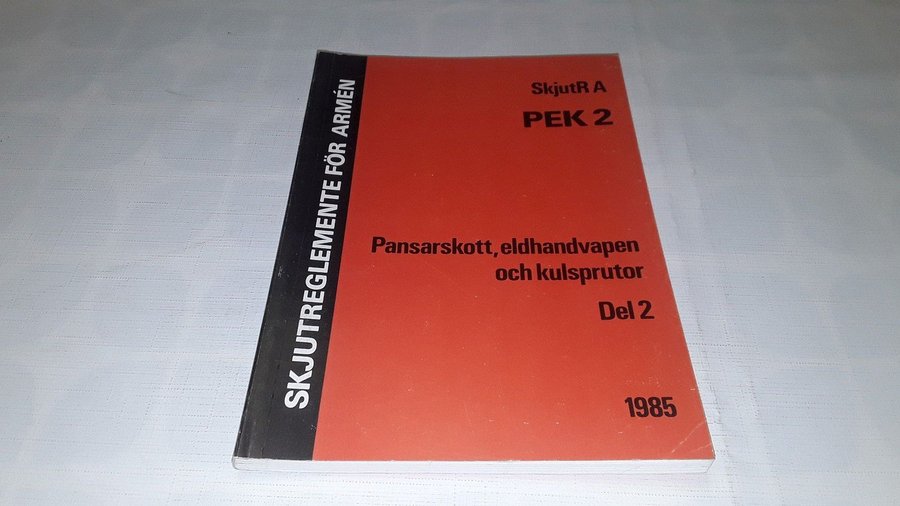 SKJUTREGLEMENTE FÖR ARMÉN
SkjutR A
PEK 2
Pansarskott, eldhandvapen
och kulsprutor
Del 2
1985